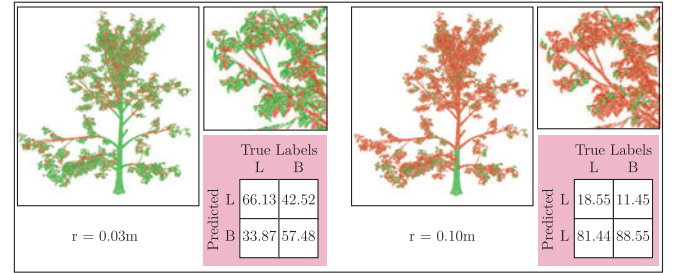 True Labels
L B
Predicted
L 66.13 42.52
B 33.87 57.48
r = 0.03m
True Labels
L B
Predicted
L 18.55 11.45
L 81.44 88.55
r = 0.10m